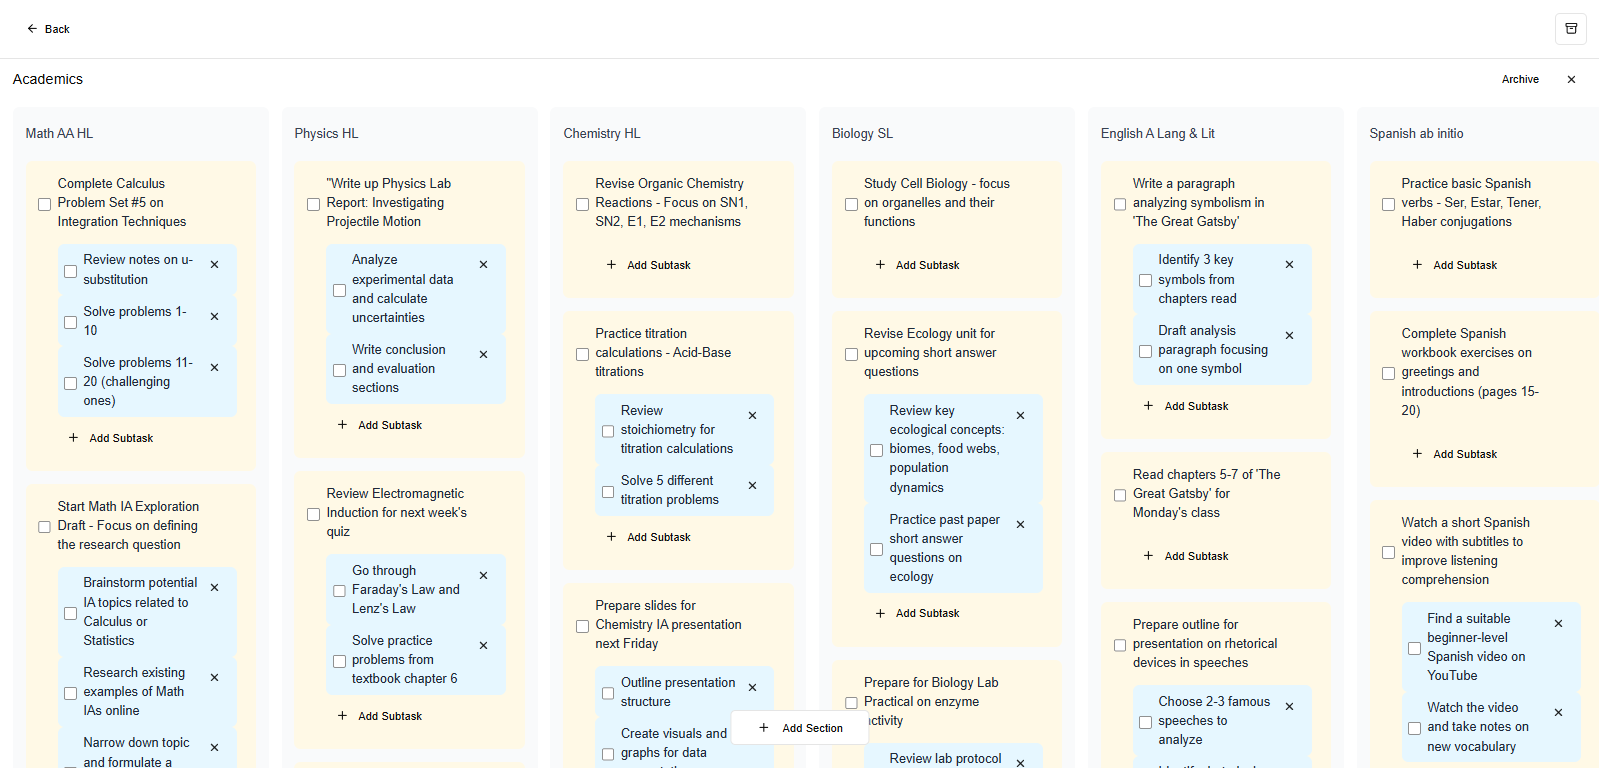 Back
Academics
Archive
Math AA HL
Complete Calculus
Problem Set #5 on
Integration Techniques
Review notes on u-
substitution
Solve problems 1-
10
Solve problems 11-
20 (challenging
ones)
Add Subtask
Start Math IA Exploration
Draft - Focus on defining
the research question
Brainstorm potential
IA topics related to
Calculus or
Statistics
Research existing
examples of Math
IAs online
Narrow down topic
and formulate a
Physics HL
"Write up Physics Lab
Report: Investigating
Projectile Motion
Analyze
experimental data
and calculate
uncertainties
Write conclusion
and evaluation
sections
Add Subtask
Review Electromagnetic
Induction for next week's
quiz
Go through
Faraday's Law and
Lenz's Law
Solve practice
problems from
textbook chapter 6
Add Subtask
Chemistry HL
Revise Organic Chemistry
Reactions - Focus on SN1,
SN2, E1, E2 mechanisms
Add Subtask
Practice titration
calculations - Acid-Base
titrations
Review
stoichiometry for
titration calculations
Solve 5 different
titration problems
Add Subtask
Prepare slides for
Chemistry IA presentation
next Friday
Outline presentation
structure
Create visuals and
graphs for data
Biology SL
Study Cell Biology - focus
on organelles and their
functions
Add Subtask
Revise Ecology unit for
upcoming short answer
questions
Review key
ecological concepts:
biomes, food webs,
population
dynamics
Practice past paper
short answer
questions on
ecology
Add Subtask
Prepare for Biology Lab
Practical on enzyme
activity
Review lab protocol
English A Lang & Lit
Write a paragraph
analyzing symbolism in
'The Great Gatsby'
Identify 3 key
symbols from
chapters read
Draft analysis
paragraph focusing
on one symbol
Add Subtask
Read chapters 5-7 of 'The
Great Gatsby' for
Monday's class
Add Subtask
Prepare outline for
presentation on rhetorical
devices in speeches
Choose 2-3 famous
speeches to
analyze
Spanish ab initio
Practice basic Spanish
verbs - Ser, Estar, Tener,
Haber conjugations
Add Subtask
Complete Spanish
workbook exercises on
greetings and
introductions (pages 15-
20)
Add Subtask
Watch a short Spanish
video with subtitles to
improve listening
comprehension
Find a suitable
beginner-level
Spanish video on
YouTube
Watch the video
and take notes on
new vocabulary
Add Section